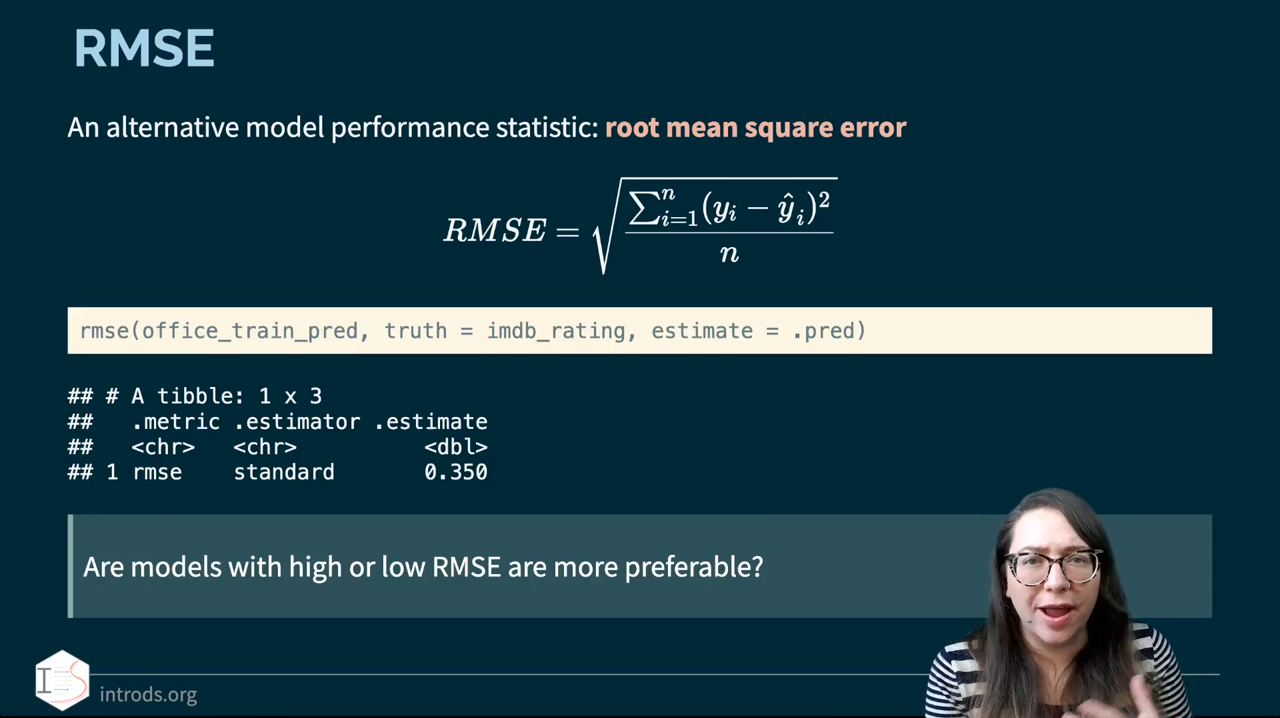 RMSE
An alternative model performance statistic: root mean square error
RMSE = √(∑ⁿᵢ₌₁(yᵢ − ŷᵢ)² / n)
rmse(office_train_pred, truth = imdb_rating, estimate = .pred)
## # A tibble: 1 x 3
##   .metric .estimator .estimate
##   <chr>   <chr>          <dbl>
## 1 rmse    standard       0.350
Are models with high or low RMSE are more preferable?
IDS
introds.org